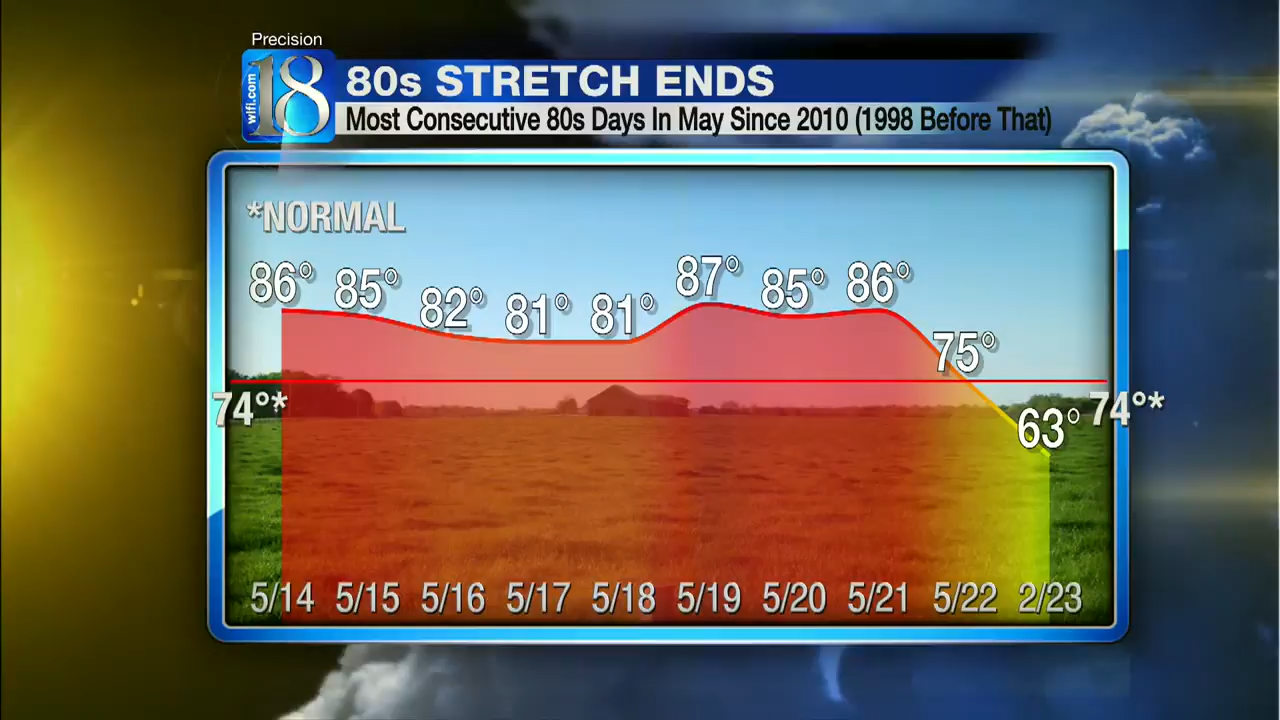 Precision
wlfi.com
18
80s STRETCH ENDS
Most Consecutive 80s Days In May Since 2010 (1998 Before That)
*NORMAL
86° 85° 82° 81° 81° 87° 85° 86° 75° 63°
74°* 74°*
5/14 5/15 5/16 5/17 5/18 5/19 5/20 5/21 5/22 2/23